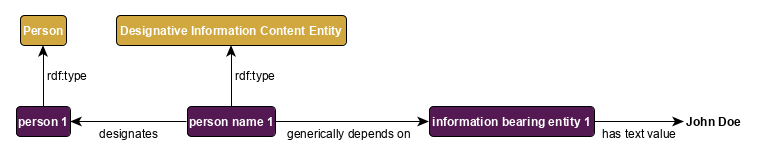 Person
Designative Information Content Entity
rdf:type
rdf:type
person 1
person name 1
information bearing entity 1
John Doe
designates
generically depends on
has text value